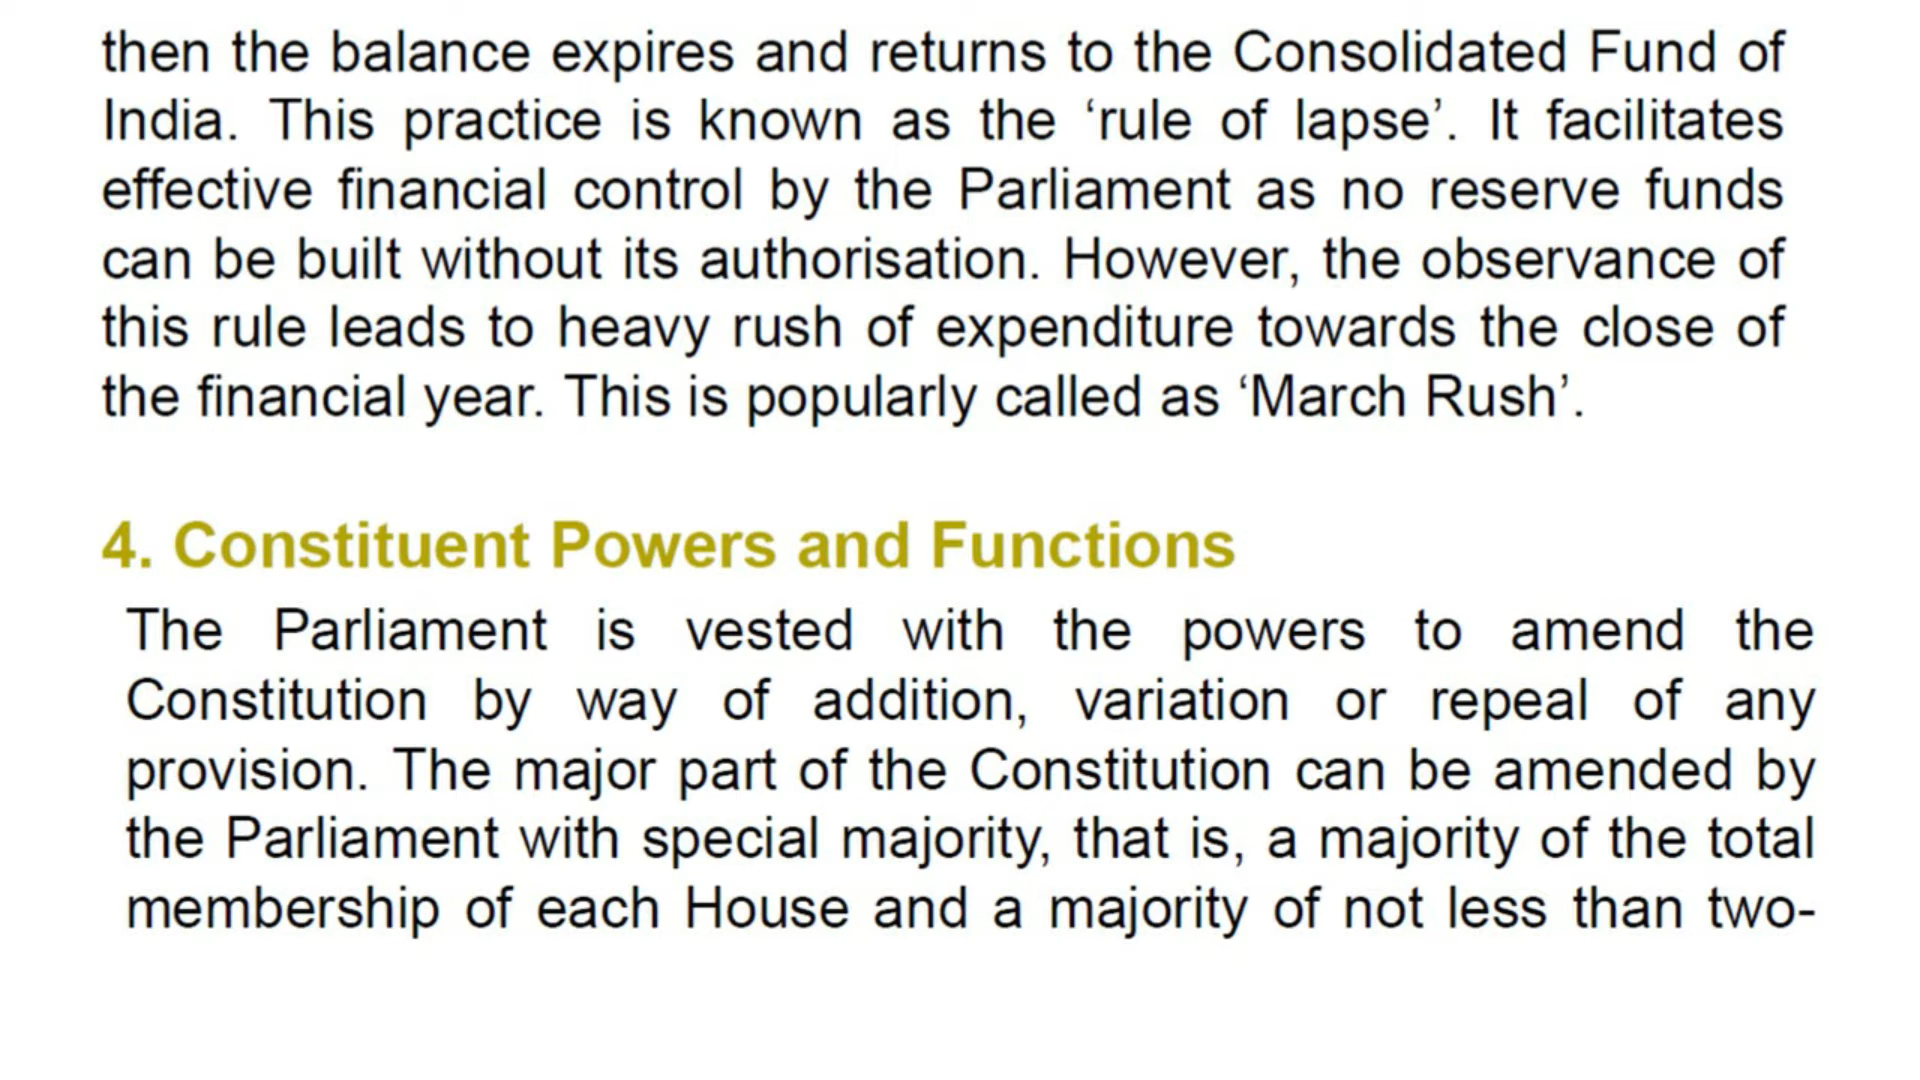 then the balance expires and returns to the Consolidated Fund of
India. This practice is known as the ‘rule of lapse’. It facilitates
effective financial control by the Parliament as no reserve funds
can be built without its authorisation. However, the observance of
this rule leads to heavy rush of expenditure towards the close of
the financial year. This is popularly called as ‘March Rush’.
4. Constituent Powers and Functions
The Parliament is vested with the powers to amend the
Constitution by way of addition, variation or repeal of any
provision. The major part of the Constitution can be amended by
the Parliament with special majority, that is, a majority of the total
membership of each House and a majority of not less than two-